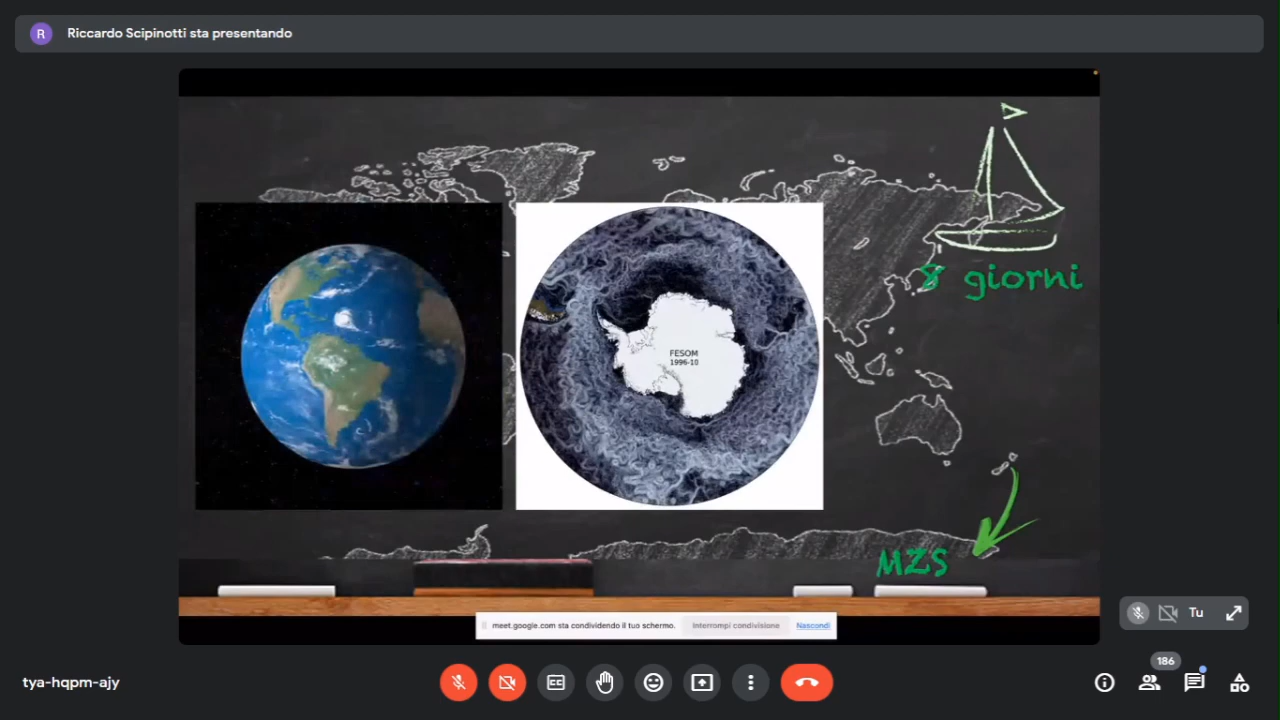 R
Riccardo Scipinotti sta presentando
8 giorni
FESOM
1996-10
MZS
meet.google.com sta condividendo il tuo schermo.
Interrompi condivisione
Nascondi
Tu
tya-hqpm-ajy
CC
186